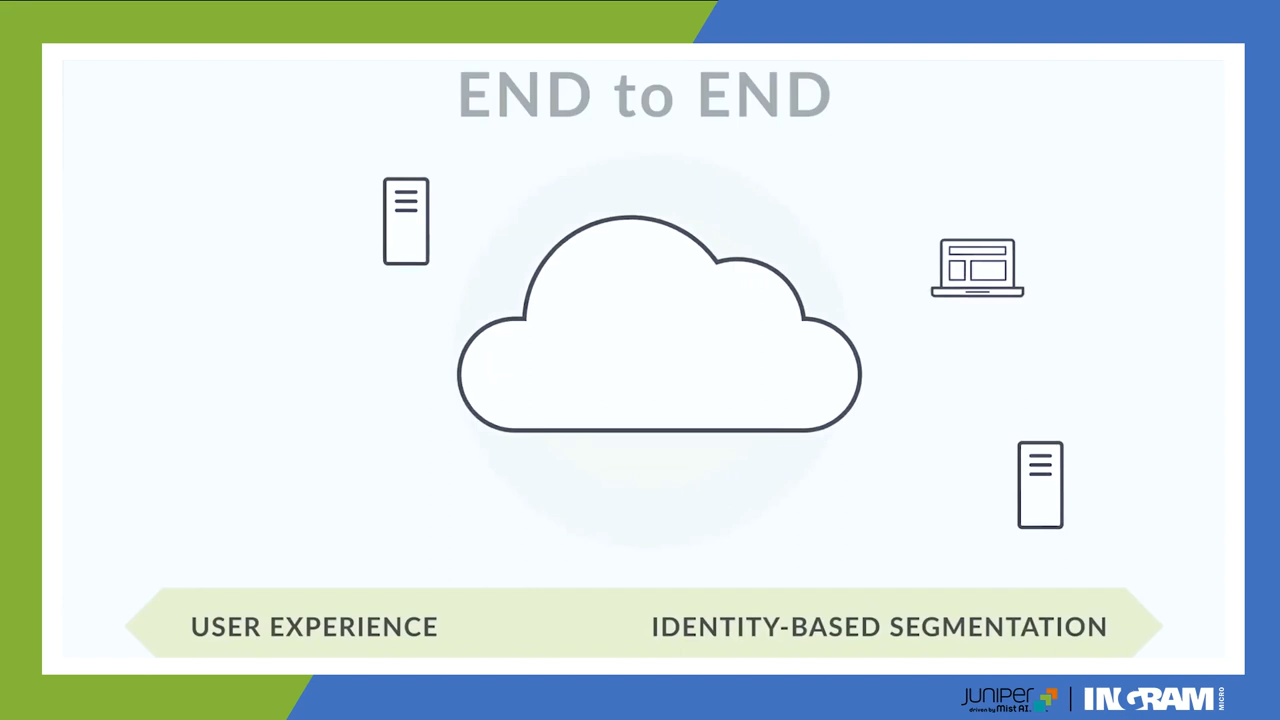 END to END
USER EXPERIENCE
IDENTITY-BASED SEGMENTATION
JUNIPER
driven by Mist AI.
INGRAM
MICRO